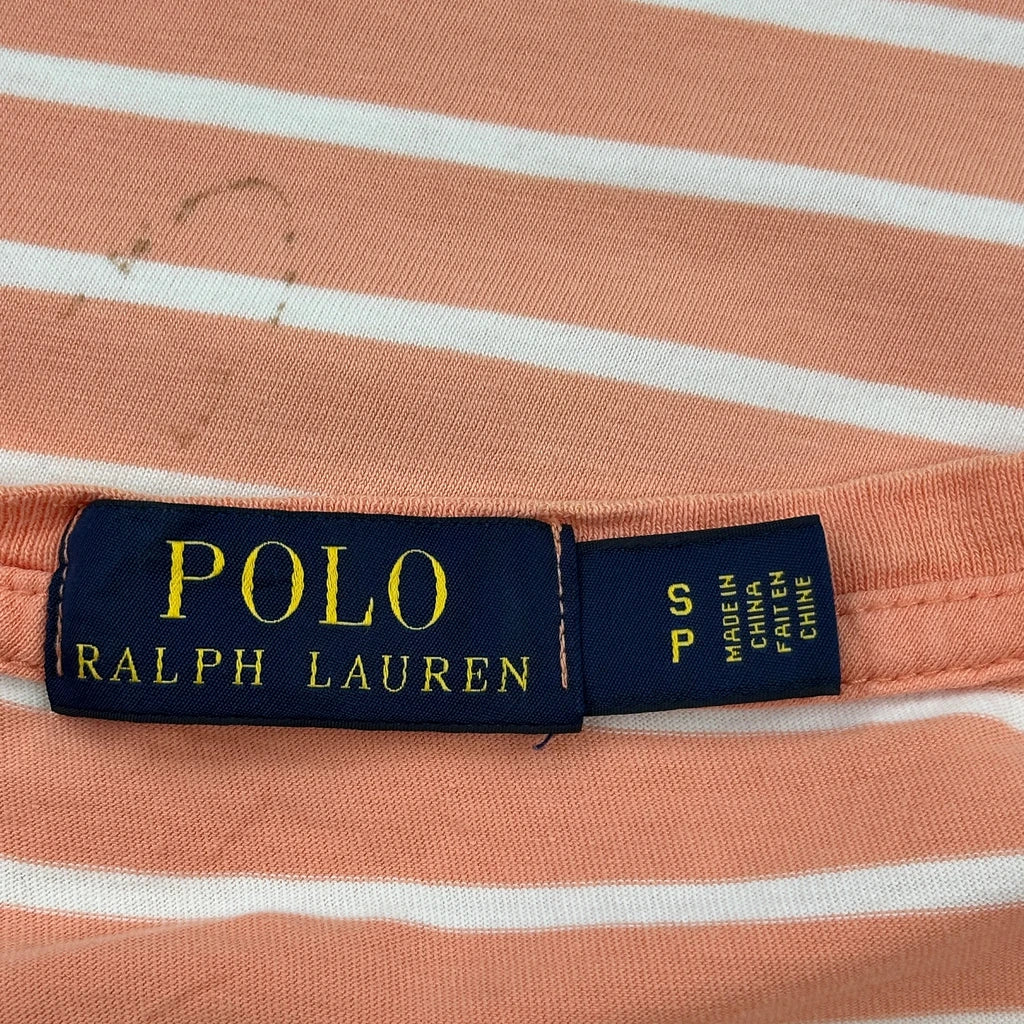 POLO
RALPH LAUREN
S
P
MADE IN
CHINA
FAIT EN
CHINE